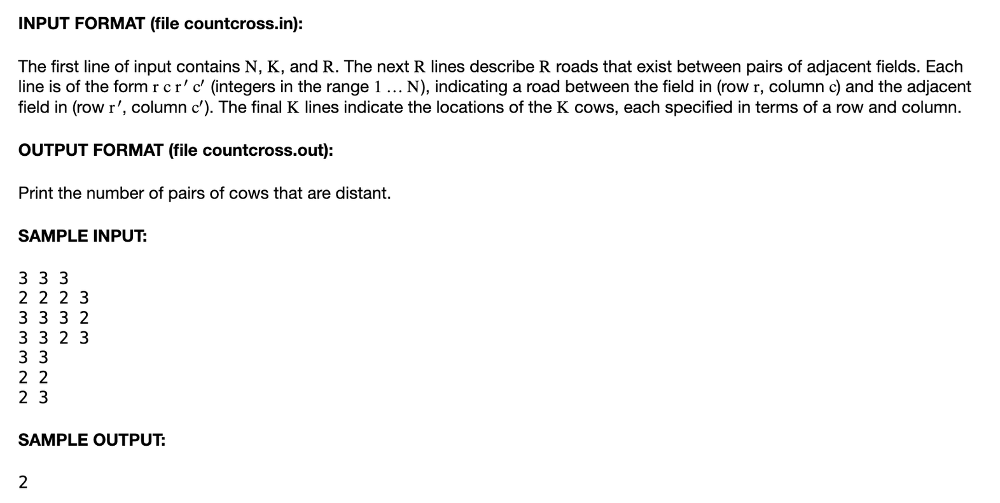 INPUT FORMAT (file countcross.in):
The first line of input contains N, K, and R. The next R lines describe R roads that exist between pairs of adjacent fields. Each
line is of the form r c r′ c′ (integers in the range 1 … N), indicating a road between the field in (row r, column c) and the adjacent
field in (row r′, column c′). The final K lines indicate the locations of the K cows, each specified in terms of a row and column.
OUTPUT FORMAT (file countcross.out):
Print the number of pairs of cows that are distant.
SAMPLE INPUT:
3 3 3
2 2 2 3
3 3 3 2
3 3 2 3
3 3
2 2
2 3
SAMPLE OUTPUT:
2